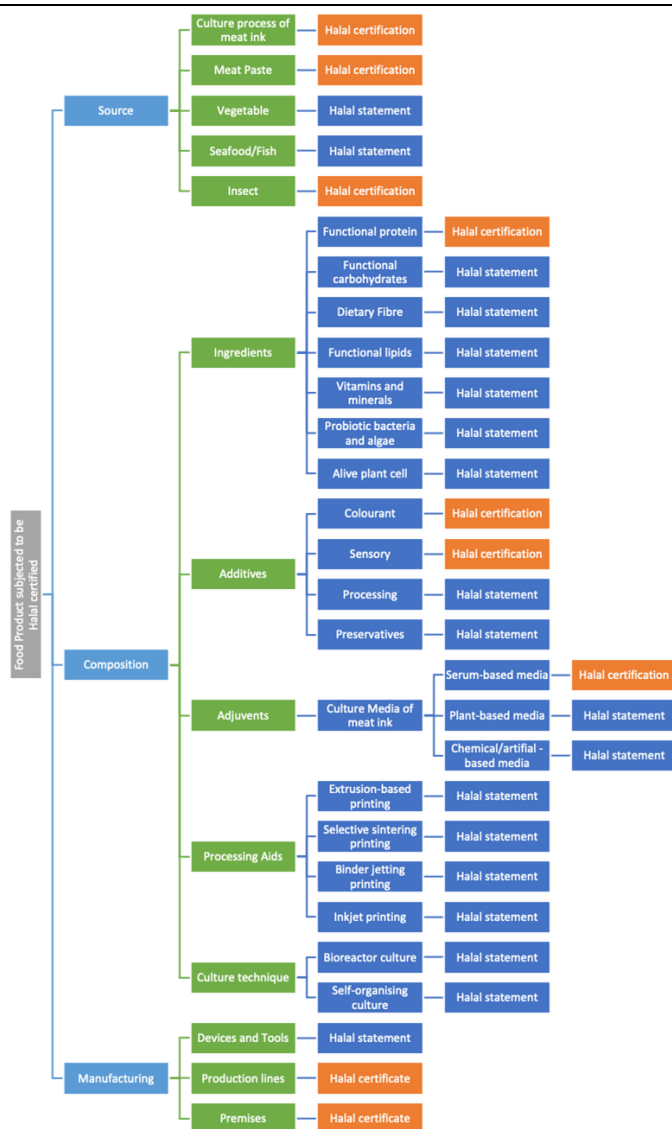 Food Product subjected to be
Halal certified
Source
Culture process of
meat ink
Halal certification
Meat Paste
Halal certification
Vegetable
Halal statement
Seafood/Fish
Halal statement
Insect
Halal certification
Composition
Ingredients
Functional protein
Halal certification
Functional
carbohydrates
Halal statement
Dietary Fibre
Halal statement
Functional lipids
Halal statement
Vitamins and
minerals
Halal statement
Probiotic bacteria
and algae
Halal statement
Alive plant cell
Halal statement
Additives
Colourant
Halal certification
Sensory
Halal certification
Processing
Halal statement
Preservatives
Halal statement
Adjuvents
Culture Media of
meat ink
Serum-based media
Halal certification
Plant-based media
Halal statement
Chemical/artifial -
based media
Halal statement
Processing Aids
Extrusion-based
printing
Halal statement
Selective sintering
printing
Halal statement
Binder jetting
printing
Halal statement
Inkjet printing
Halal statement
Culture technique
Bioreactor culture
Halal statement
Self-organising
culture
Halal statement
Manufacturing
Devices and Tools
Halal statement
Production lines
Halal certificate
Premises
Halal certificate